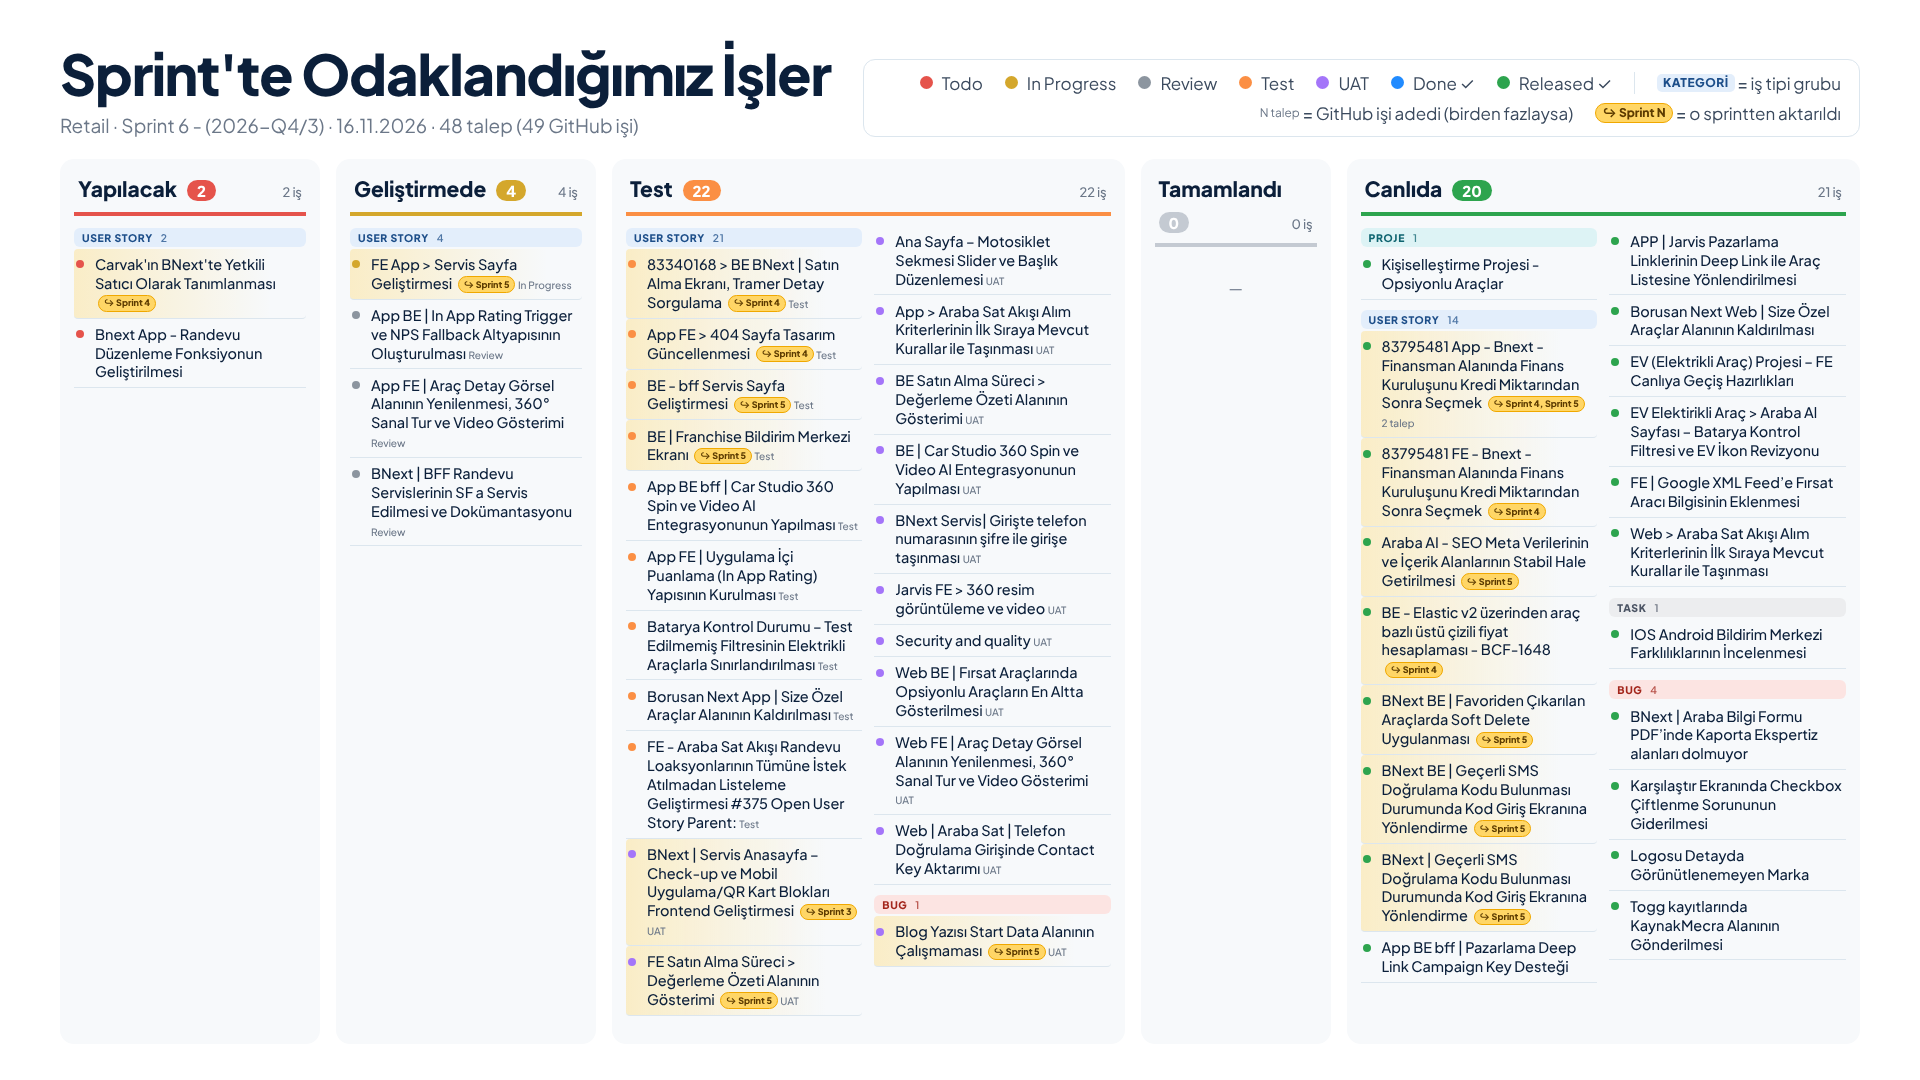 Sprint'te Odaklandığımız İşler
Retail · Sprint 6 - (2026–Q4/3) · 16.11.2026 · 48 talep (49 GitHub işi)
Todo In Progress Review Test UAT Done ✓ Released ✓ KATEGORİ = iş tipi grubu
N talep = GitHub işi adedi (birden fazlaysa) ↪ Sprint N = o sprintten aktarıldı
Yapılacak 2 2 iş
USER STORY 2
Carvak'ın BNext'te Yetkili
Satıcı Olarak Tanımlanması
↪ Sprint 4
Bnext App - Randevu
Düzenleme Fonksiyonun
Geliştirilmesi
Geliştirmede 4 4 iş
USER STORY 4
FE App > Servis Sayfa
Geliştirmesi ↪ Sprint 5 In Progress
App BE | In App Rating Trigger
ve NPS Fallback Altyapısının
Oluşturulması Review
App FE | Araç Detay Görsel
Alanının Yenilenmesi, 360°
Sanal Tur ve Video Gösterimi
Review
BNext | BFF Randevu
Servislerinin SF a Servis
Edilmesi ve Dokümantasyonu
Review
Test 22 22 iş
USER STORY 21
83340168 > BE BNext | Satın
Alma Ekranı, Tramer Detay
Sorgulama ↪ Sprint 4 Test
App FE > 404 Sayfa Tasarım
Güncellenmesi ↪ Sprint 4 Test
BE - bff Servis Sayfa
Geliştirmesi ↪ Sprint 5 Test
BE | Franchise Bildirim Merkezi
Ekranı ↪ Sprint 5 Test
App BE bff | Car Studio 360
Spin ve Video AI
Entegrasyonunun Yapılması Test
App FE | Uygulama İçi
Puanlama (In App Rating)
Yapısının Kurulması Test
Batarya Kontrol Durumu – Test
Edilmemiş Filtresinin Elektrikli
Araçlarla Sınırlandırılması Test
Borusan Next App | Size Özel
Araçlar Alanının Kaldırılması Test
FE - Araba Sat Akışı Randevu
Loaksyonlarının Tümüne İstek
Atılmadan Listeleme
Geliştirmesi #375 Open User
Story Parent: Test
BNext | Servis Anasayfa –
Check-up ve Mobil
Uygulama/QR Kart Blokları
Frontend Geliştirmesi ↪ Sprint 3
UAT
FE Satın Alma Süreci >
Değerleme Özeti Alanının
Gösterimi ↪ Sprint 5 UAT
Ana Sayfa – Motosiklet
Sekmesi Slider ve Başlık
Düzenlemesi UAT
App > Araba Sat Akışı Alım
Kriterlerinin İlk Sıraya Mevcut
Kurallar ile Taşınması UAT
BE Satın Alma Süreci >
Değerleme Özeti Alanının
Gösterimi UAT
BE | Car Studio 360 Spin ve
Video AI Entegrasyonunun
Yapılması UAT
BNext Servis| Girişte telefon
numarasının şifre ile girişe
taşınması UAT
Jarvis FE > 360 resim
görüntüleme ve video UAT
Security and quality UAT
Web BE | Fırsat Araçlarında
Opsiyonlu Araçların En Altta
Gösterilmesi UAT
Web FE | Araç Detay Görsel
Alanının Yenilenmesi, 360°
Sanal Tur ve Video Gösterimi
UAT
Web | Araba Sat | Telefon
Doğrulama Girişinde Contact
Key Aktarımı UAT
BUG 1
Blog Yazısı Start Data Alanının
Çalışmaması ↪ Sprint 5 UAT
Tamamlandı
0 0 iş
—
Canlıda 20 21 iş
PROJE 1
Kişiselleştirme Projesi -
Opsiyonlu Araçlar
USER STORY 14
83795481 App - Bnext -
Finansman Alanında Finans
Kuruluşunu Kredi Miktarından
Sonra Seçmek ↪ Sprint 4, Sprint 5
2 talep
83795481 FE - Bnext -
Finansman Alanında Finans
Kuruluşunu Kredi Miktarından
Sonra Seçmek ↪ Sprint 4
Araba Al - SEO Meta Verilerinin
ve İçerik Alanlarının Stabil Hale
Getirilmesi ↪ Sprint 5
BE - Elastic v2 üzerinden araç
bazlı üstü çizili fiyat
hesaplaması - BCF-1648
↪ Sprint 4
BNext BE | Favoriden Çıkarılan
Araçlarda Soft Delete
Uygulanması ↪ Sprint 5
BNext BE | Geçerli SMS
Doğrulama Kodu Bulunması
Durumunda Kod Giriş Ekranına
Yönlendirme ↪ Sprint 5
BNext | Geçerli SMS
Doğrulama Kodu Bulunması
Durumunda Kod Giriş Ekranına
Yönlendirme ↪ Sprint 5
App BE bff | Pazarlama Deep
Link Campaign Key Desteği
APP | Jarvis Pazarlama
Linklerinin Deep Link ile Araç
Listesine Yönlendirilmesi
Borusan Next Web | Size Özel
Araçlar Alanının Kaldırılması
EV (Elektrikli Araç) Projesi – FE
Canlıya Geçiş Hazırlıkları
EV Elektirikli Araç > Araba Al
Sayfası – Batarya Kontrol
Filtresi ve EV İkon Revizyonu
FE | Google XML Feed’e Fırsat
Aracı Bilgisinin Eklenmesi
Web > Araba Sat Akışı Alım
Kriterlerinin İlk Sıraya Mevcut
Kurallar ile Taşınması
TASK 1
IOS Android Bildirim Merkezi
Farklılıklarının İncelenmesi
BUG 4
BNext | Araba Bilgi Formu
PDF’inde Kaporta Ekspertiz
alanları dolmuyor
Karşılaştır Ekranında Checkbox
Çiftlenme Sorununun
Giderilmesi
Logosu Detayda
Görünütlenemeyen Marka
Togg kayıtlarında
KaynakMecra Alanının
Gönderilmesi